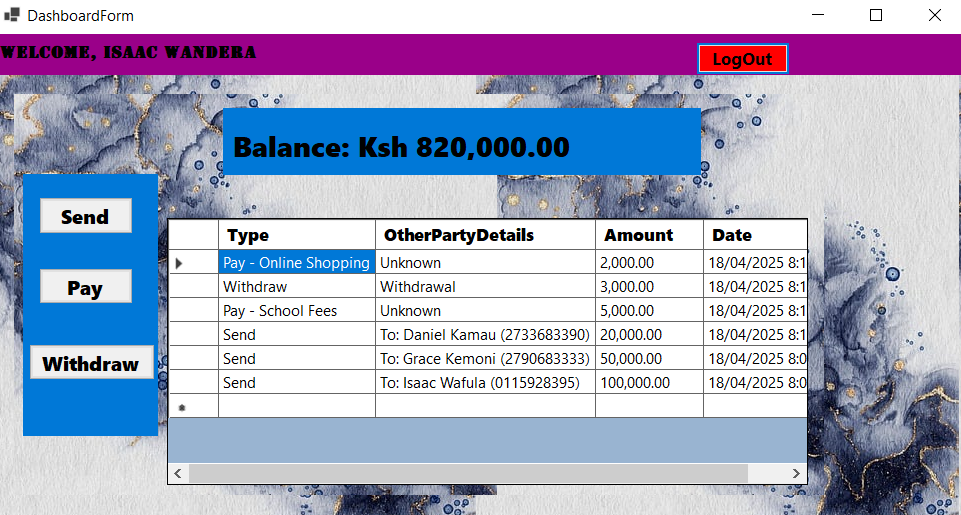 DashboardForm
WELCOME, ISAAC WANDERA
LogOut
Balance: Ksh 820,000.00
Send
Pay
Withdraw
Type OtherPartyDetails Amount Date
Pay - Online Shopping Unknown 2,000.00 18/04/2025 8:1
Withdraw Withdrawal 3,000.00 18/04/2025 8:1
Pay - School Fees Unknown 5,000.00 18/04/2025 8:1
Send To: Daniel Kamau (2733683390) 20,000.00 18/04/2025 8:1
Send To: Grace Kemoni (2790683333) 50,000.00 18/04/2025 8:0
Send To: Isaac Wafula (0115928395) 100,000.00 18/04/2025 8:0